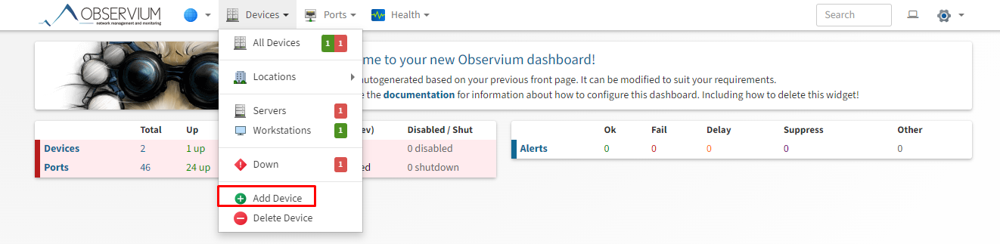 OBSERVIUM
network management and monitoring
Devices
Ports
Health
Search
All Devices 1 1
Locations
Servers 1
Workstations 1
Down 1
Add Device
Delete Device
me to your new Observium dashboard!
autogenerated based on your previous front page. It can be modified to suit your requirements.
e the documentation for information about how to configure this dashboard. Including how to delete this widget!
Total Up ev) Disabled / Shut
Devices 2 1 up 0 disabled
Ports 46 24 up ed 0 shutdown
Ok Fail Delay Suppress Other
Alerts 0 0 0 0 0